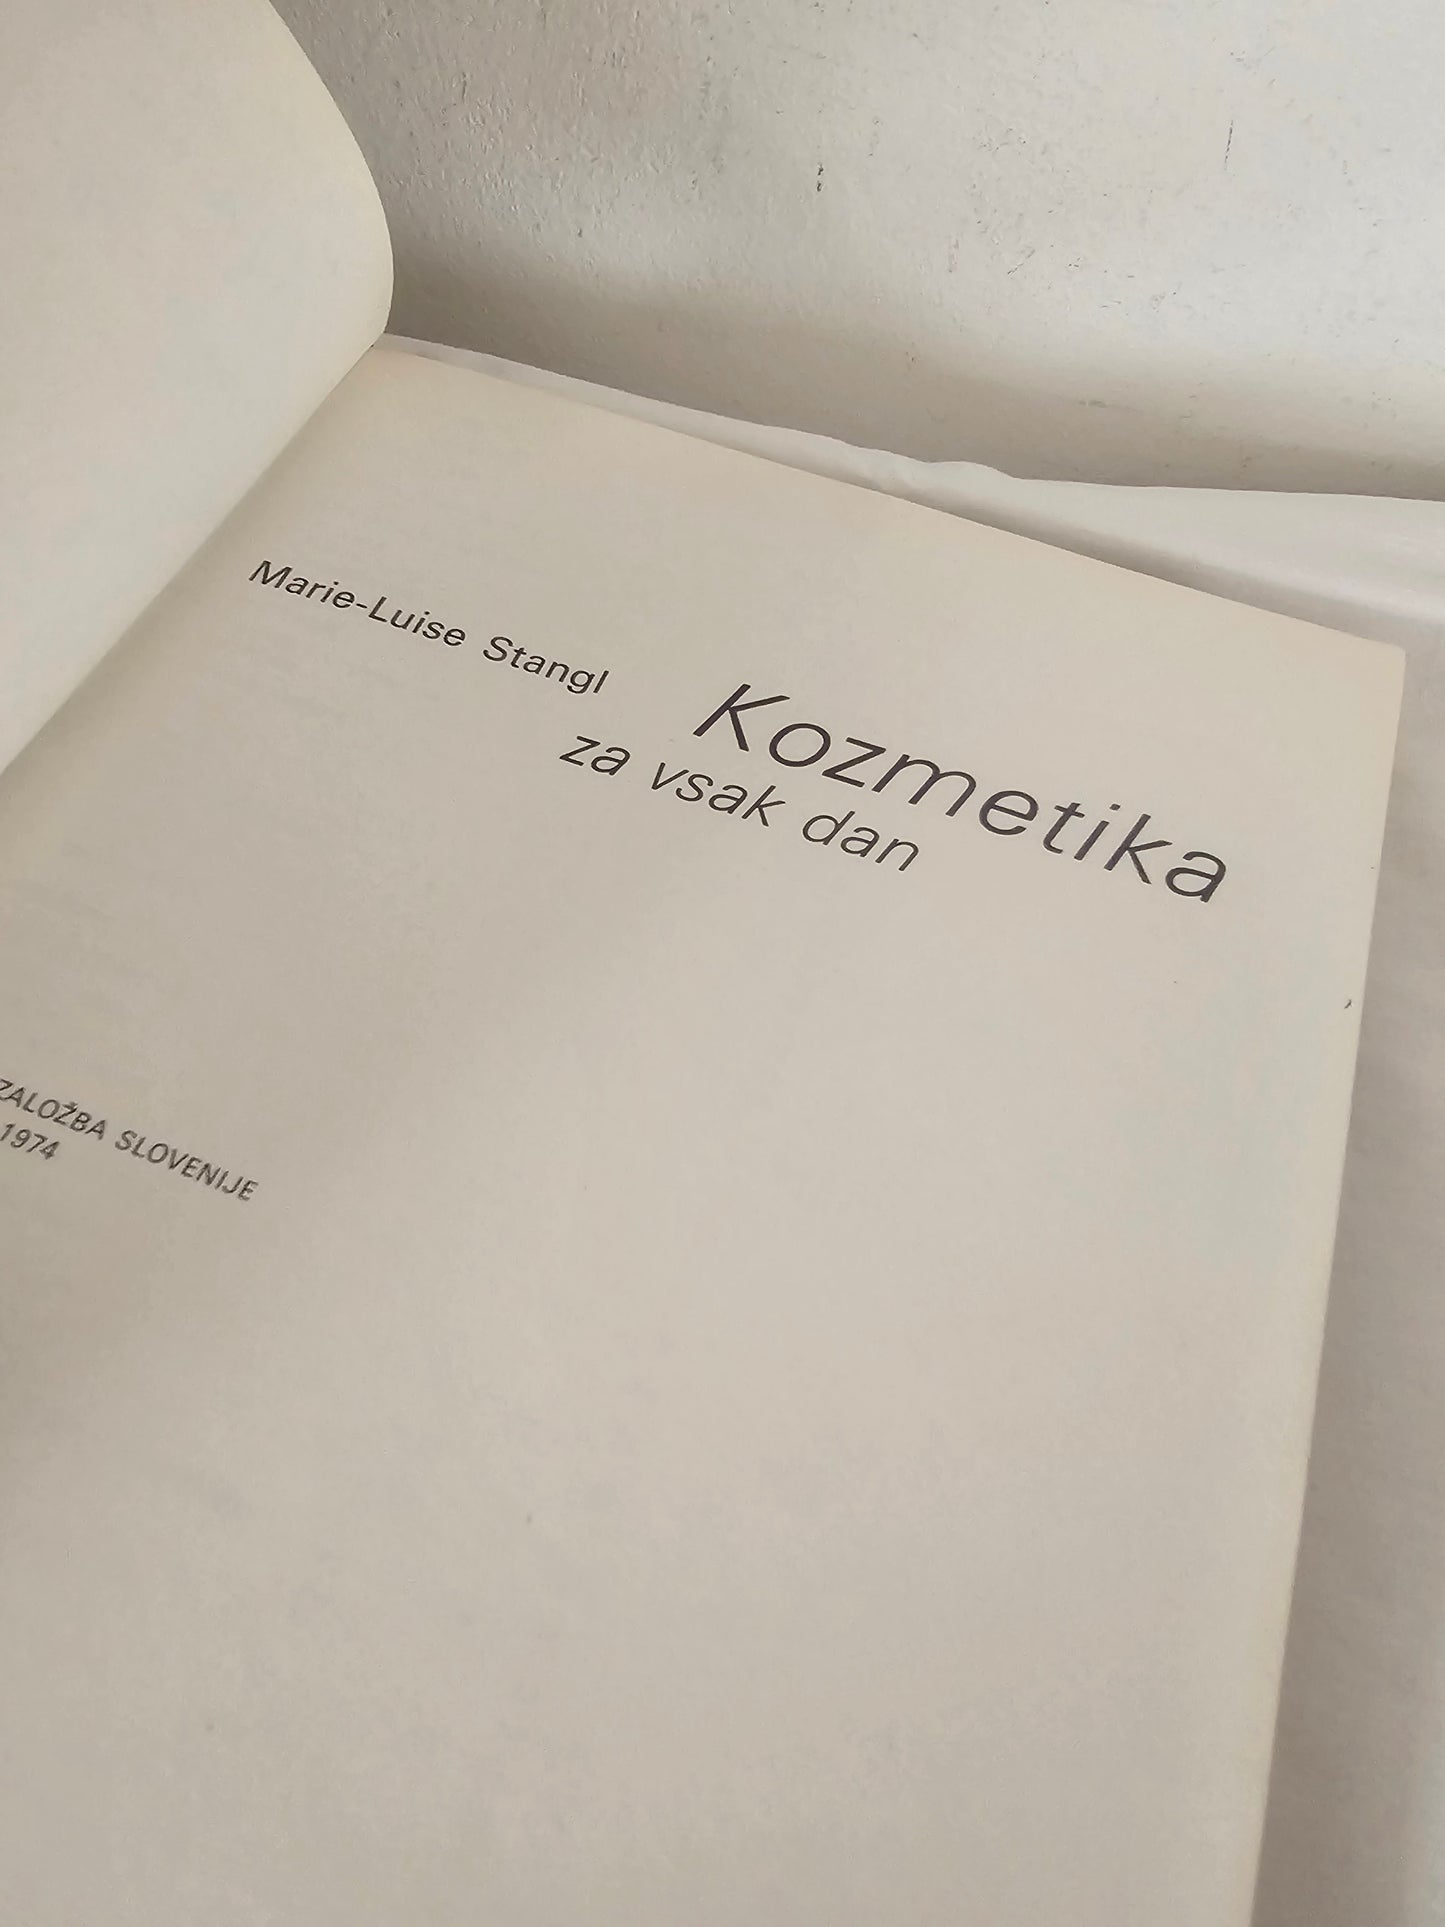 Marie-Luise Stangl
Kozmetika
za vsak dan
ZALOŽBA SLOVENIJE
1974